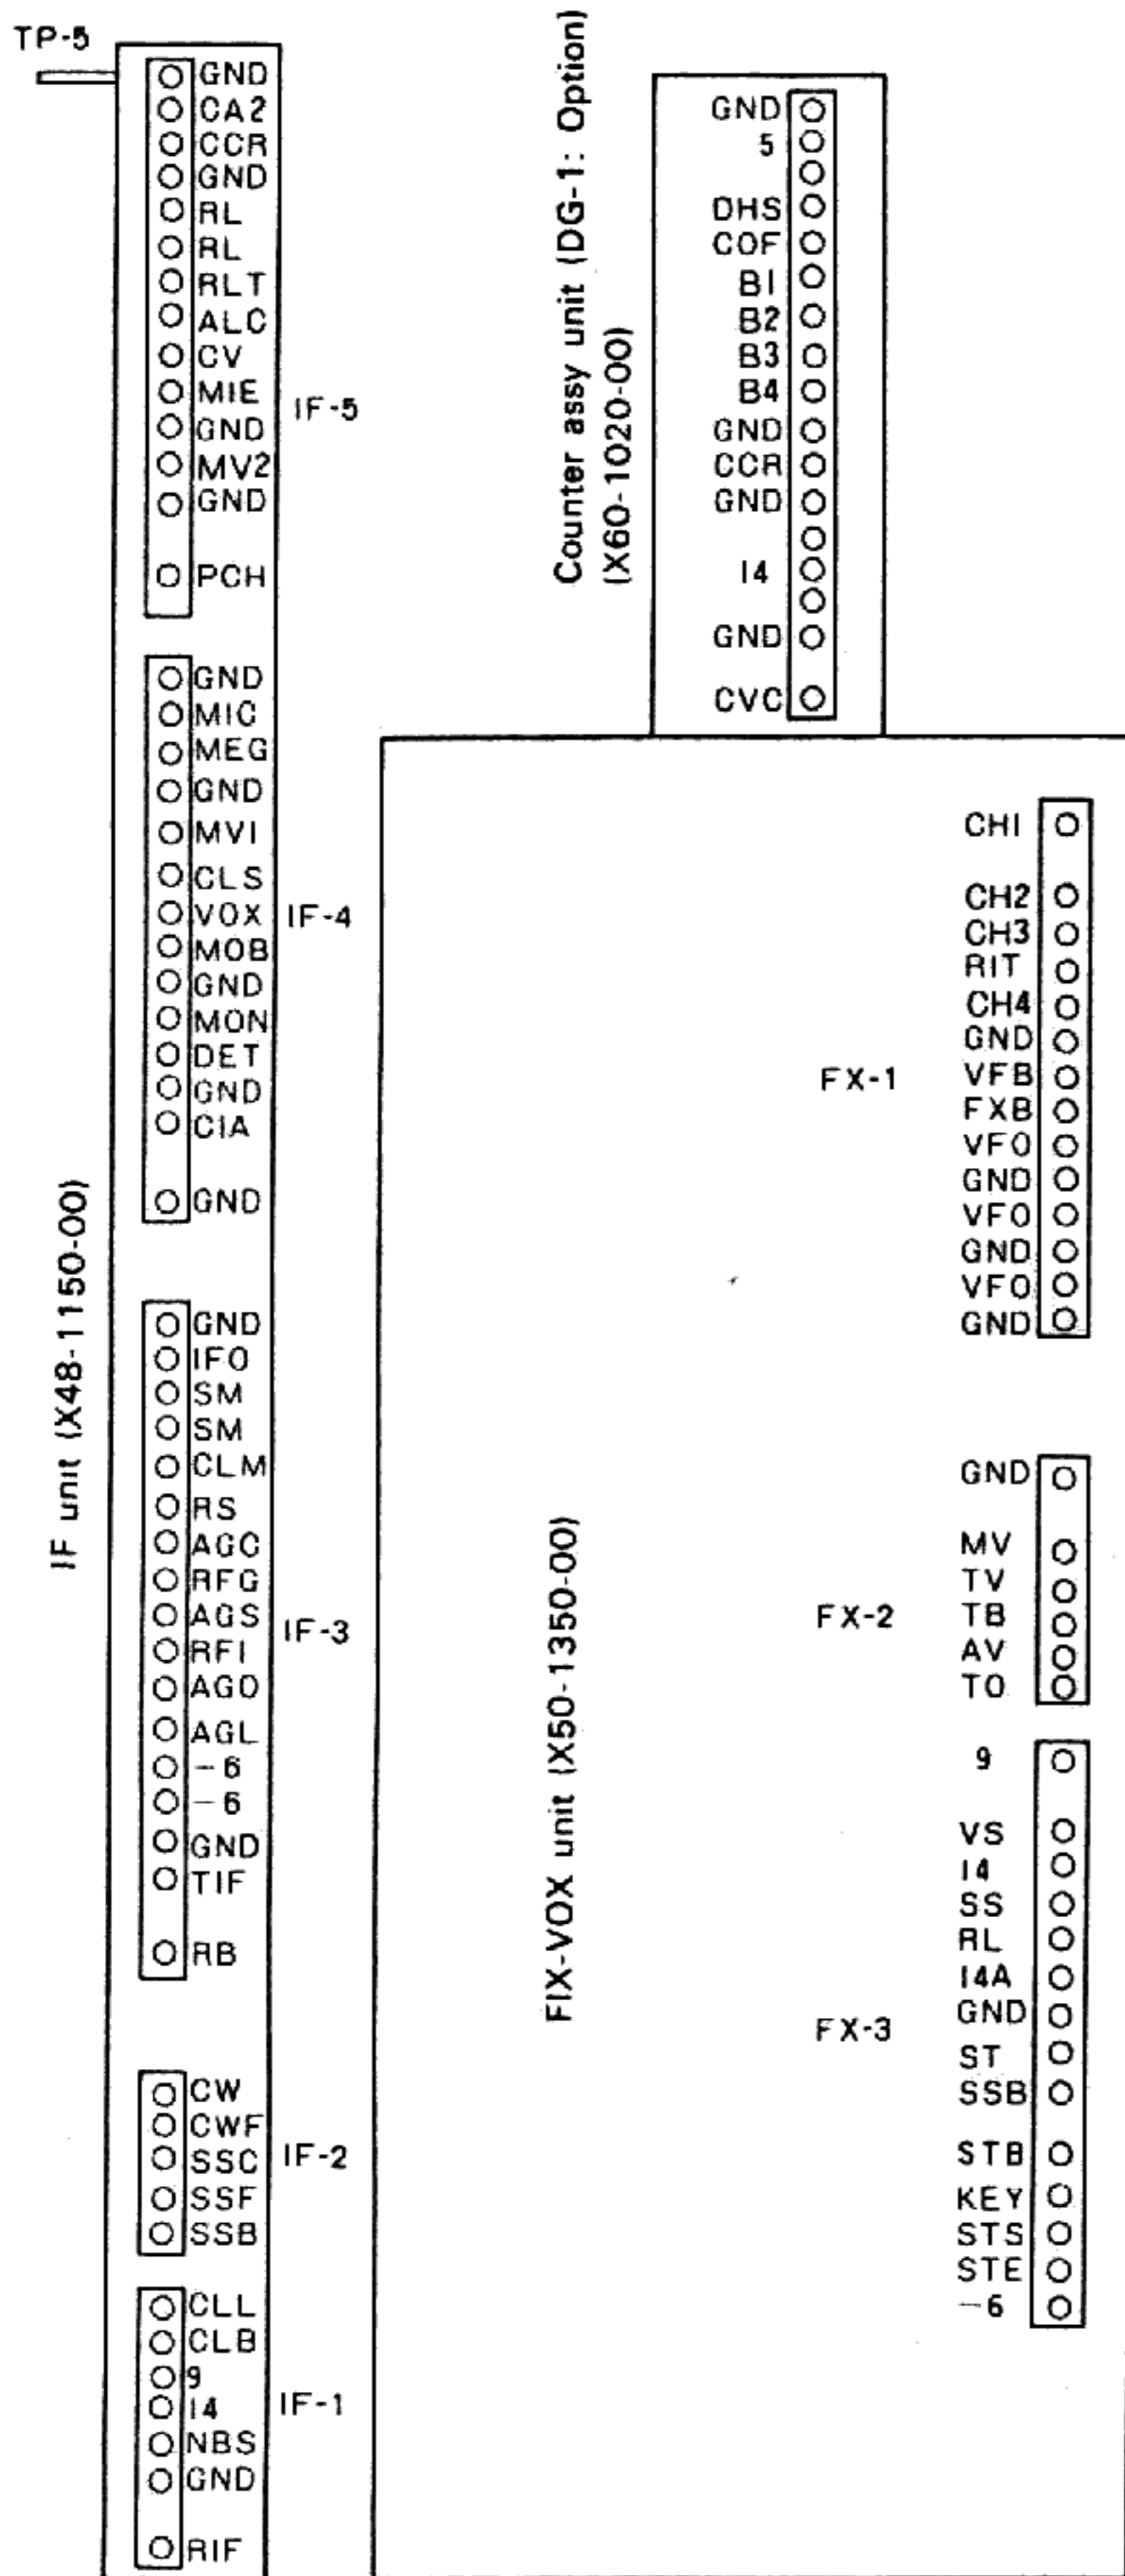 TP-5
GND
CA2
CCR
GND
RL
RL
RLT
ALC
CV
MIE
GND
MV2
GND
PCH
IF-5
GND
MIC
MEG
GND
MV1
CLS
VOX
MOB
GND
MON
DET
GND
CIA
GND
IF-4
IF unit (X48-1150-00)
GND
IFO
SM
SM
CLM
RS
AGC
RFG
AGS
RFI
AGO
AGL
-6
-6
GND
TIF
RB
IF-3
CW
CWF
SSC
SSF
SSB
IF-2
CLL
CLB
9
14
NBS
GND
RIF
IF-1
Counter assy unit (DG-1: Option)
(X60-1020-00)
GND
5
DHS
COF
B1
B2
B3
B4
GND
CCR
GND
14
GND
CVC
FIX-VOX unit (X50-1350-00)
FX-1
CH1
CH2
CH3
RIT
CH4
GND
VFB
FXB
VFO
GND
VFO
GND
VFO
GND
FX-2
GND
MV
TV
TB
AV
TO
FX-3
9
VS
14
SS
RL
14A
GND
ST
SSB
STB
KEY
STS
STE
-6